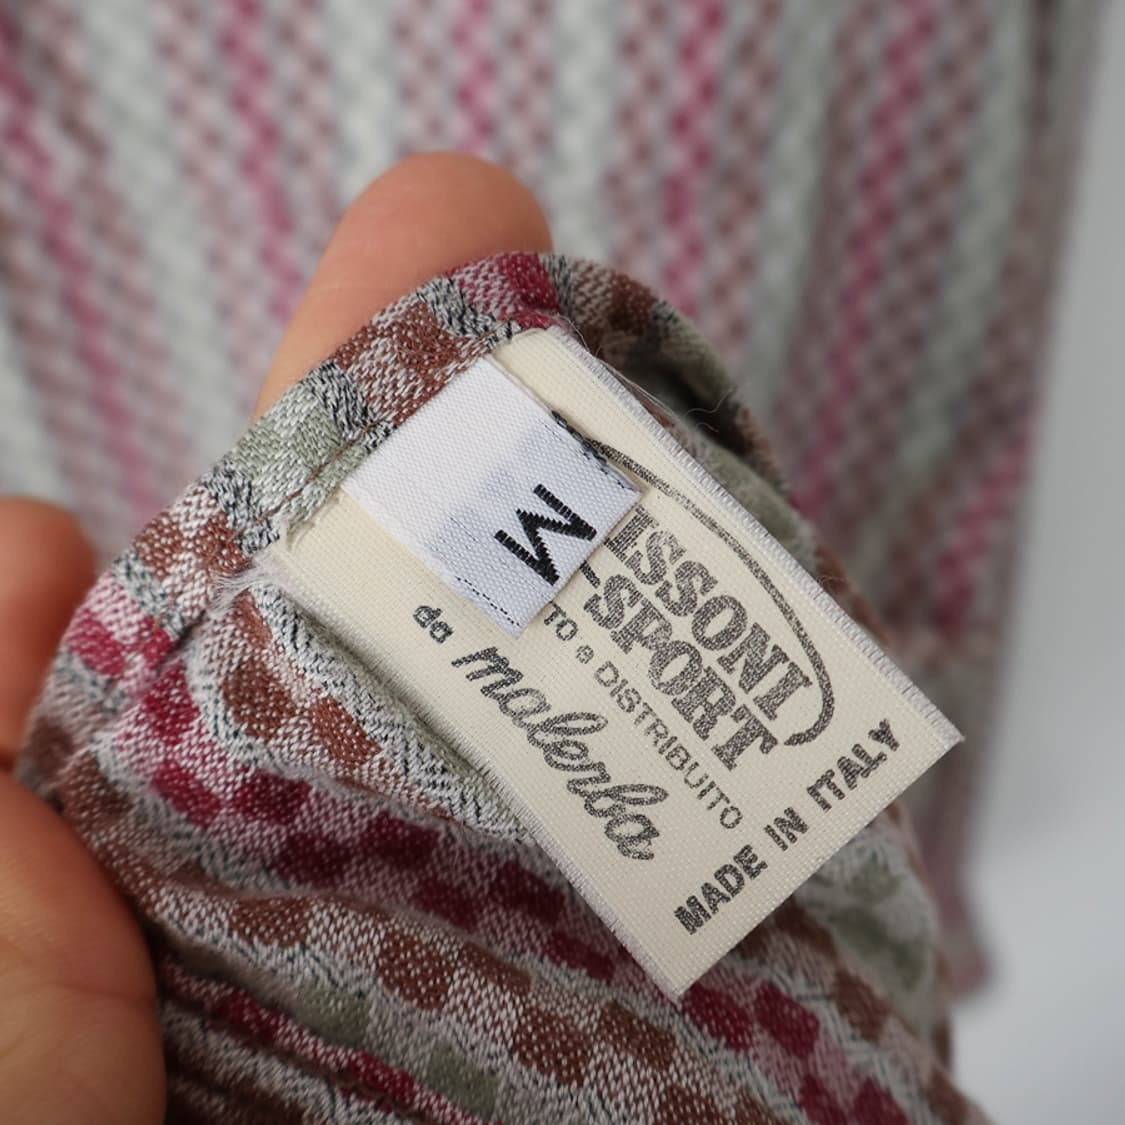 M
ISSONI
SPORT
TO e DISTRIBUITO
da malerba
MADE IN ITALY